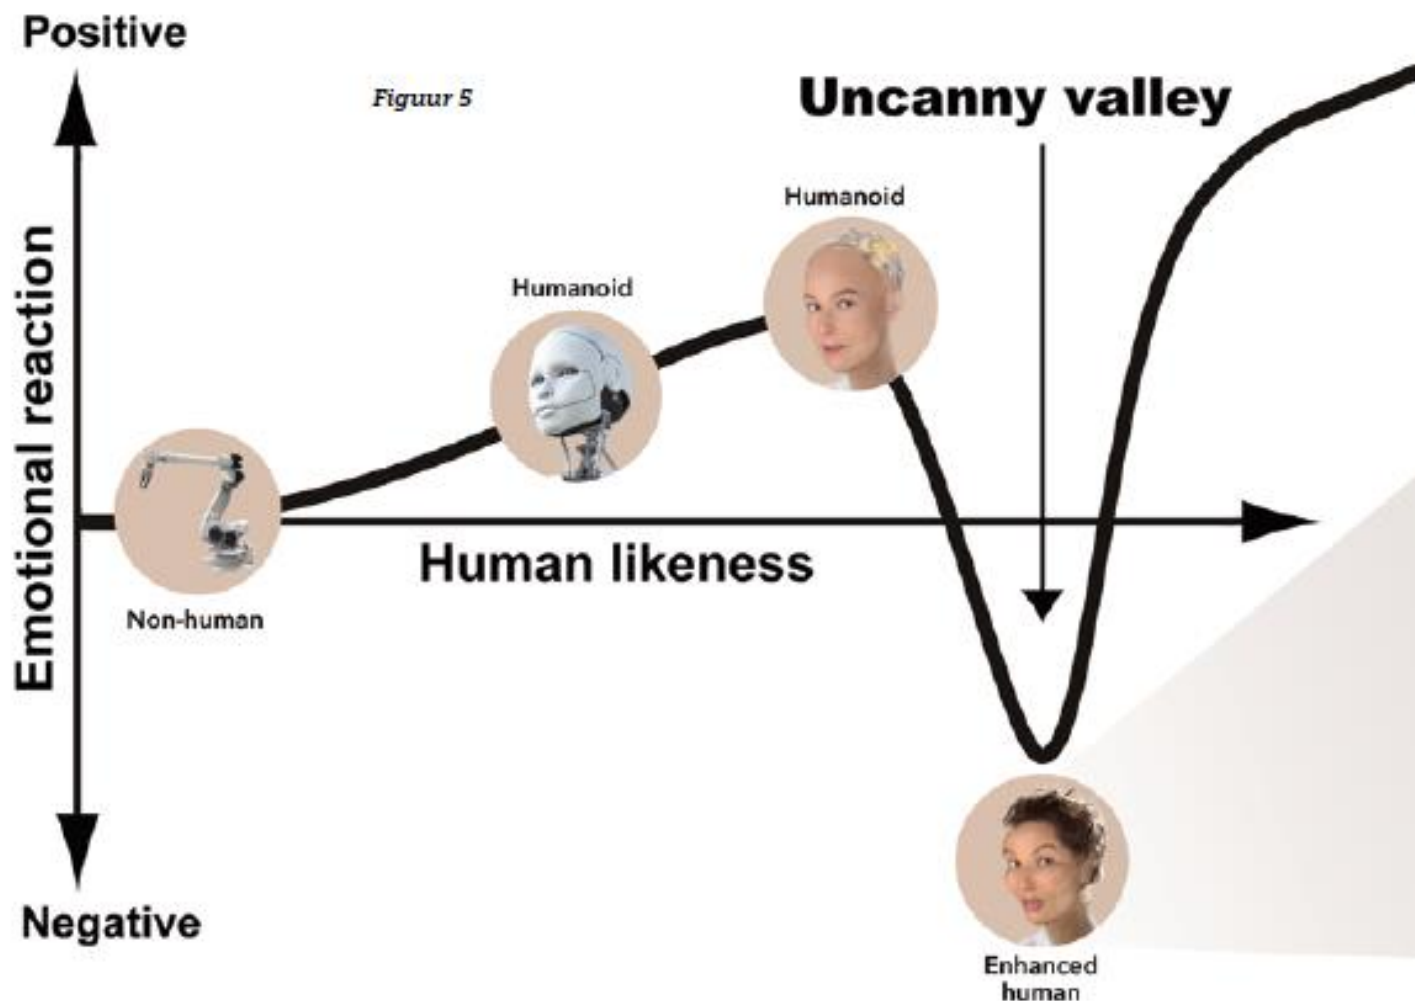 Positive
Figuur 5
Uncanny valley
Humanoid
Humanoid
Emotional reaction
Human likeness
Non-human
Negative
Enhanced
human